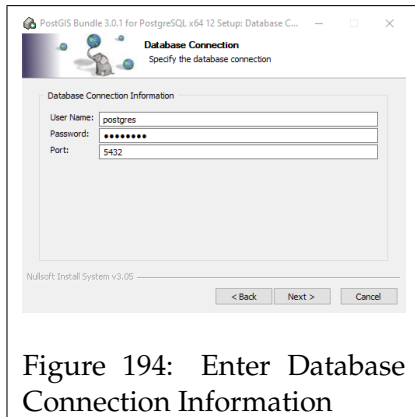 PostGIS Bundle 3.0.1 for PostgreSQL x64 12 Setup: Database C...
Database Connection
Specify the database connection
Database Connection Information
User Name: postgres
Password: ●●●●●●●●
Port: 5432
Nullsoft Install System v3.05
< Back Next > Cancel
Figure 194: Enter Database
Connection Information